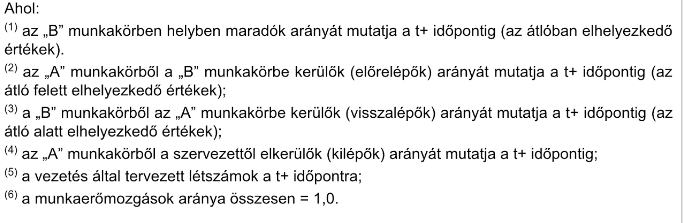 Ahol:
(1) az „B” munkakörben helyben maradók arányát mutatja a t+ időpontig (az átlóban elhelyezkedő
értékek).
(2) az „A” munkakörből a „B” munkakörbe kerülők (előrelépők) arányát mutatja a t+ időpontig (az
átló felett elhelyezkedő értékek);
(3) a „B” munkakörből az „A” munkakörbe kerülők (visszalépők) arányát mutatja a t+ időpontig (az
átló alatt elhelyezkedő értékek);
(4) az „A” munkakörből a szervezettől elkerülők (kilépők) arányát mutatja a t+ időpontig;
(5) a vezetés által tervezett létszámok a t+ időpontra;
(6) a munkaerőmozgások aránya összesen = 1,0.